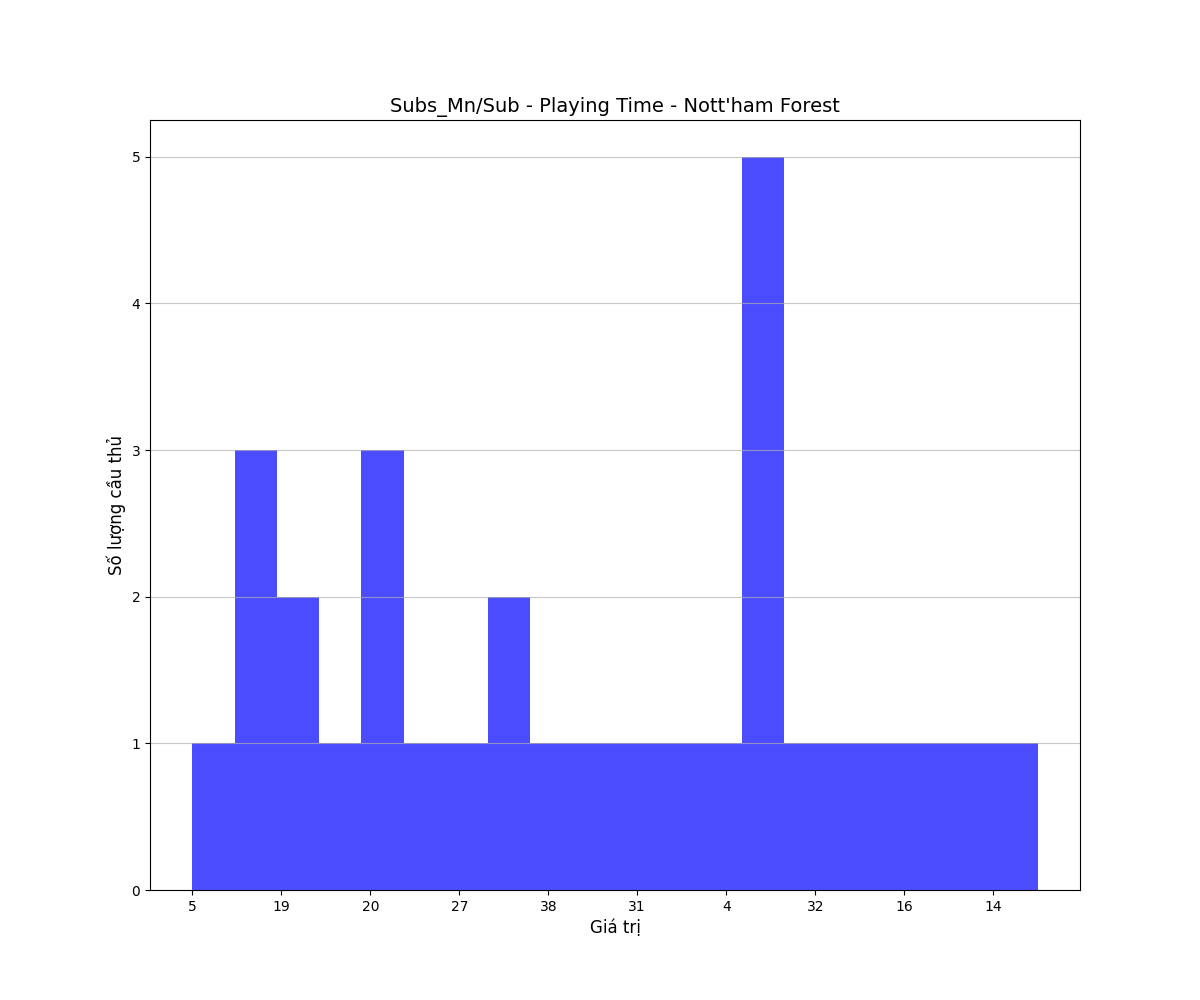 Subs_Mn/Sub - Playing Time - Nott'ham Forest
Số lượng cầu thủ
5
4
3
2
1
0
5 19 20 27 38 31 4 32 16 14
Giá trị